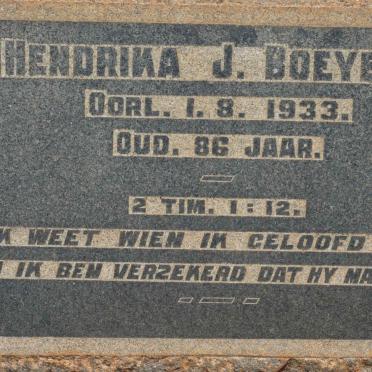 HENDRIKA J. BOEYE
OORL. 1. 8. 1933.
OUD. 86 JAAR.
2 TIM. 1:12.
K WEET WIEN IK GELOOFD
IK BEN VERZEKERD DAT HY MA